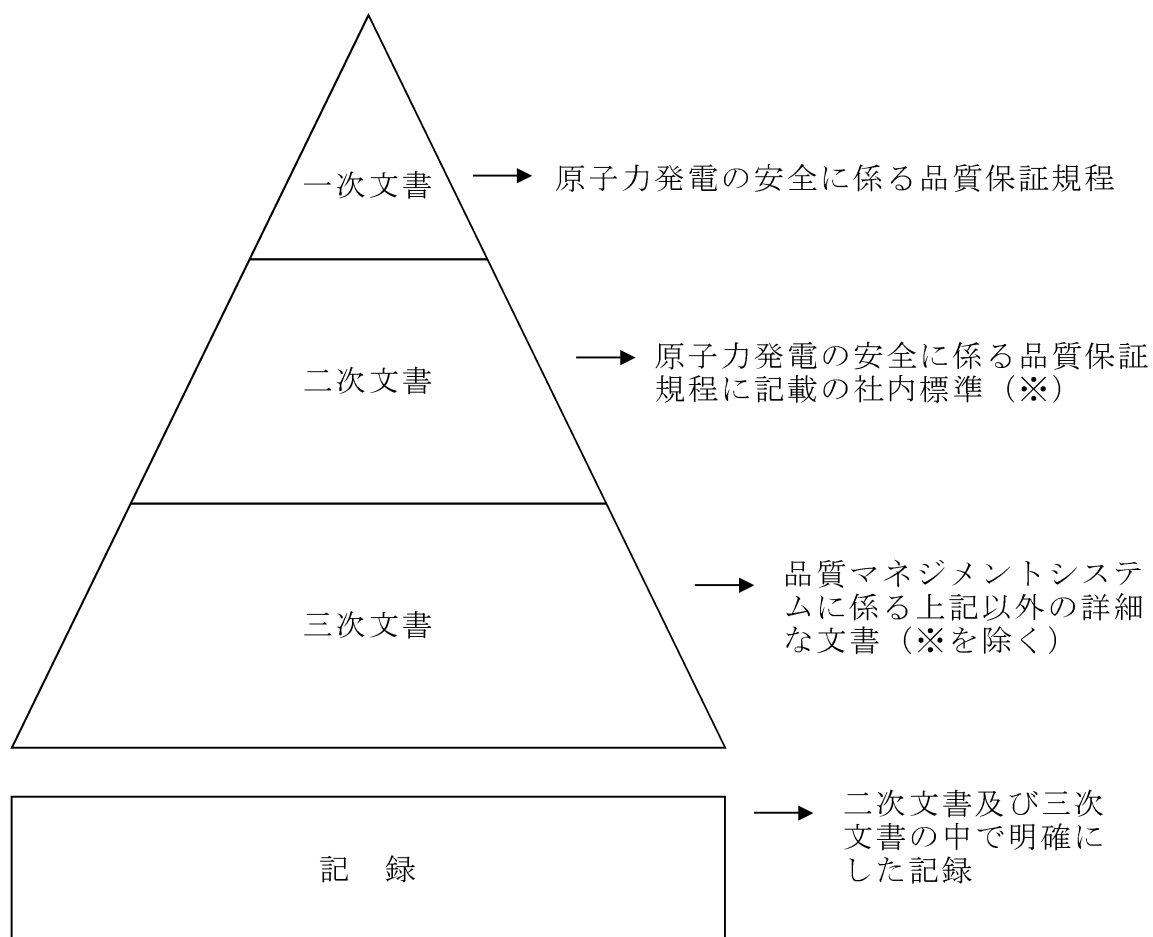 一次文書
原子力発電の安全に係る品質保証規程
二次文書
原子力発電の安全に係る品質保証
規程に記載の社内標準（※）
三次文書
品質マネジメントシステ
ムに係る上記以外の詳細
な文書（※を除く）
記　録
二次文書及び三次
文書の中で明確に
した記録